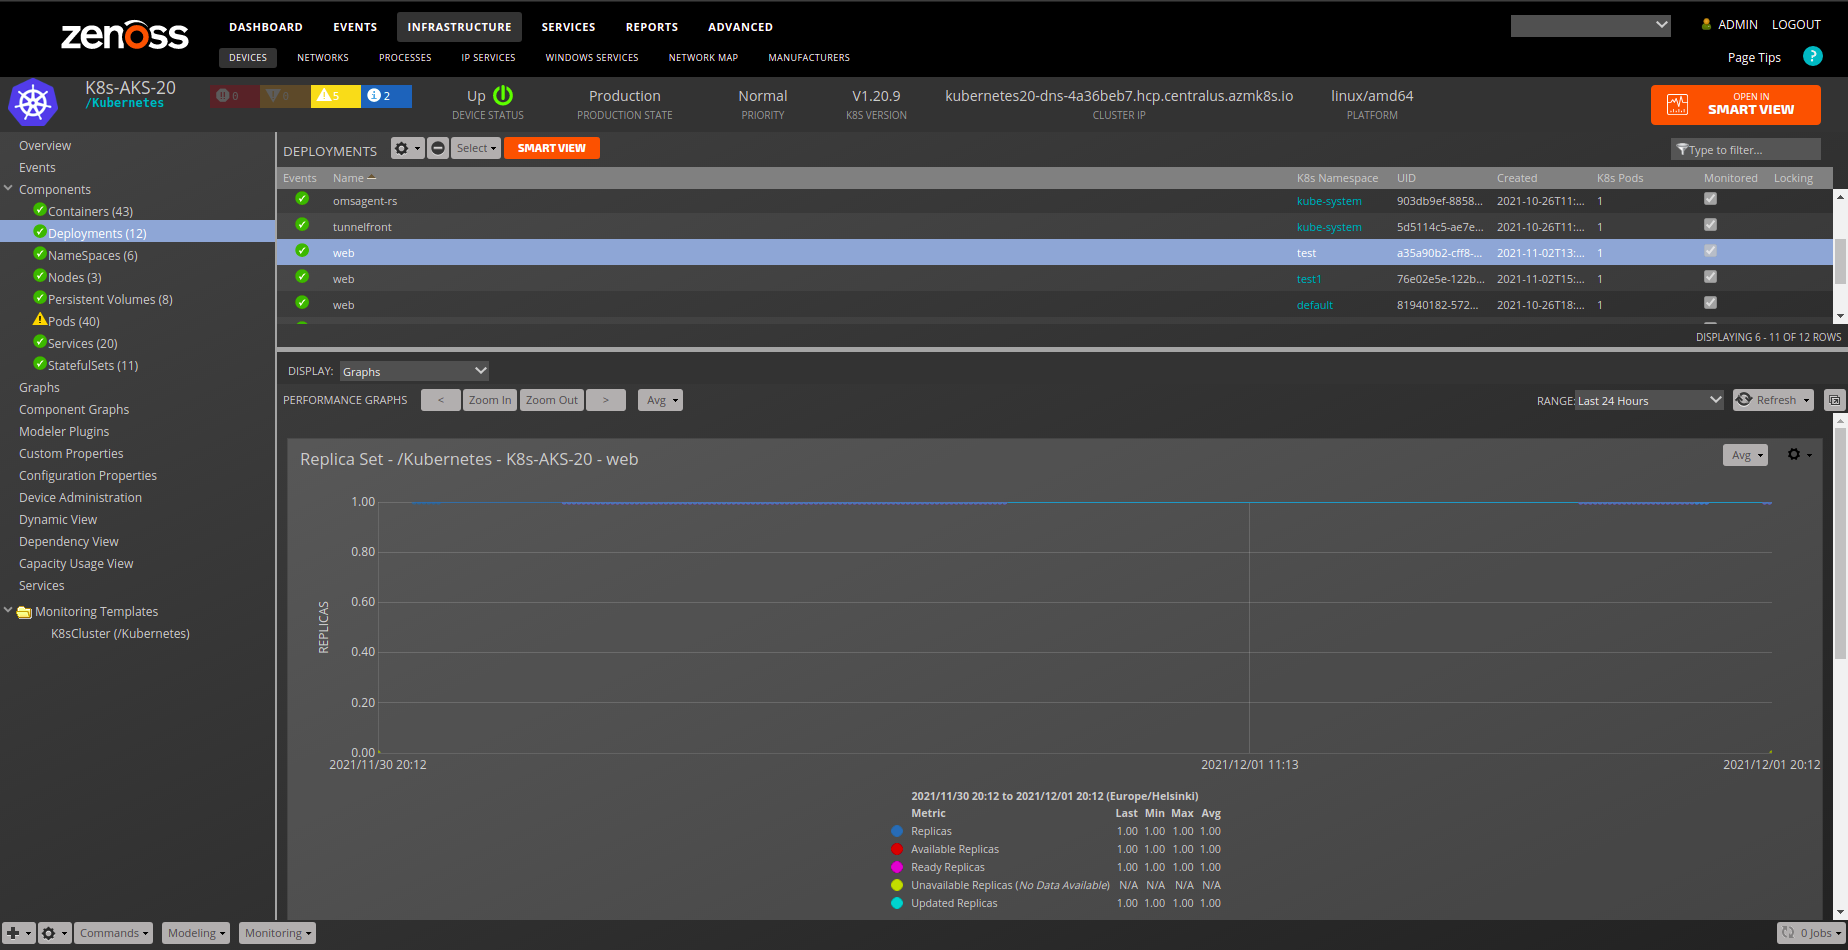 zenoss
DASHBOARD EVENTS INFRASTRUCTURE SERVICES REPORTS ADVANCED
ADMIN LOGOUT
DEVICES NETWORKS PROCESSES IP SERVICES WINDOWS SERVICES NETWORK MAP MANUFACTURERS
Page Tips ?
K8s-AKS-20
/Kubernetes
0 0 5 2
Up
DEVICE STATUS
Production
PRODUCTION STATE
Normal
PRIORITY
V1.20.9
K8S VERSION
kubernetes20-dns-4a36beb7.hcp.centralus.azmk8s.io
CLUSTER IP
linux/amd64
PLATFORM
OPEN IN
SMART VIEW
Overview
Events
Components
Containers (43)
Deployments (12)
NameSpaces (6)
Nodes (3)
Persistent Volumes (8)
Pods (40)
Services (20)
StatefulSets (11)
Graphs
Component Graphs
Modeler Plugins
Custom Properties
Configuration Properties
Device Administration
Dynamic View
Dependency View
Capacity Usage View
Services
Monitoring Templates
K8sCluster (/Kubernetes)
DEPLOYMENTS Select SMART VIEW Type to filter...
Events Name K8s Namespace UID Created K8s Pods Monitored Locking
omsagent-rs kube-system 903db9ef-8858... 2021-10-26T11:... 1
tunnelfront kube-system 5d5114c5-ae7e... 2021-10-26T11:... 1
web test a35a90b2-cff8-... 2021-11-02T13:... 1
web test1 76e02e5e-122b... 2021-11-02T15:... 1
web default 81940182-572... 2021-10-26T18:... 1
DISPLAYING 6 - 11 OF 12 ROWS
DISPLAY: Graphs
PERFORMANCE GRAPHS < Zoom In Zoom Out > Avg RANGE: Last 24 Hours Refresh
Replica Set - /Kubernetes - K8s-AKS-20 - web Avg
1.00
0.80
0.60
0.40
0.20
0.00
REPLICAS
2021/11/30 20:12 2021/12/01 11:13 2021/12/01 20:12
2021/11/30 20:12 to 2021/12/01 20:12 (Europe/Helsinki)
Metric Last Min Max Avg
Replicas 1.00 1.00 1.00 1.00
Available Replicas 1.00 1.00 1.00 1.00
Ready Replicas 1.00 1.00 1.00 1.00
Unavailable Replicas (No Data Available) N/A N/A N/A N/A
Updated Replicas 1.00 1.00 1.00 1.00
Commands Modeling Monitoring 0 Jobs